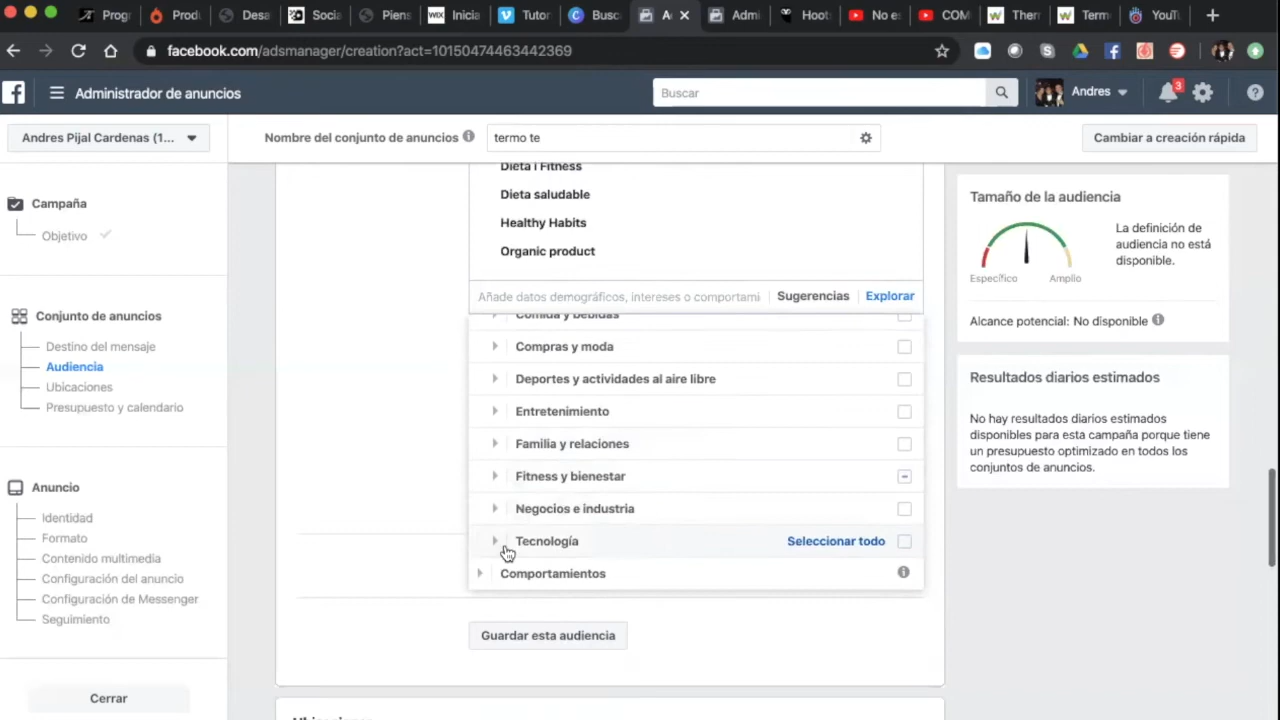 Progr
Produ
Desa
Socia
Piens
WIX Inicia
Tutor
Busc
A
Admi
Hoot
No es
COM
Ther
Term
YouTu
facebook.com/adsmanager/creation?act=10150474463442369
Administrador de anuncios
Buscar
Andres
3
Andres Pijal Cardenas (1...
Nombre del conjunto de anuncios
termo te
Cambiar a creación rápida
Campaña
Objetivo
Conjunto de anuncios
Destino del mensaje
Audiencia
Ubicaciones
Presupuesto y calendario
Anuncio
Identidad
Formato
Contenido multimedia
Configuración del anuncio
Configuración de Messenger
Seguimiento
Cerrar
Dieta i Fitness
Dieta saludable
Healthy Habits
Organic product
Añade datos demográficos, intereses o comportami
Sugerencias
Explorar
Comida y bebidas
Compras y moda
Deportes y actividades al aire libre
Entretenimiento
Familia y relaciones
Fitness y bienestar
Negocios e industria
Tecnología
Seleccionar todo
Comportamientos
Guardar esta audiencia
Tamaño de la audiencia
Específico
Amplio
La definición de
audiencia no está
disponible.
Alcance potencial: No disponible
Resultados diarios estimados
No hay resultados diarios estimados
disponibles para esta campaña porque tiene
un presupuesto optimizado en todos los
conjuntos de anuncios.